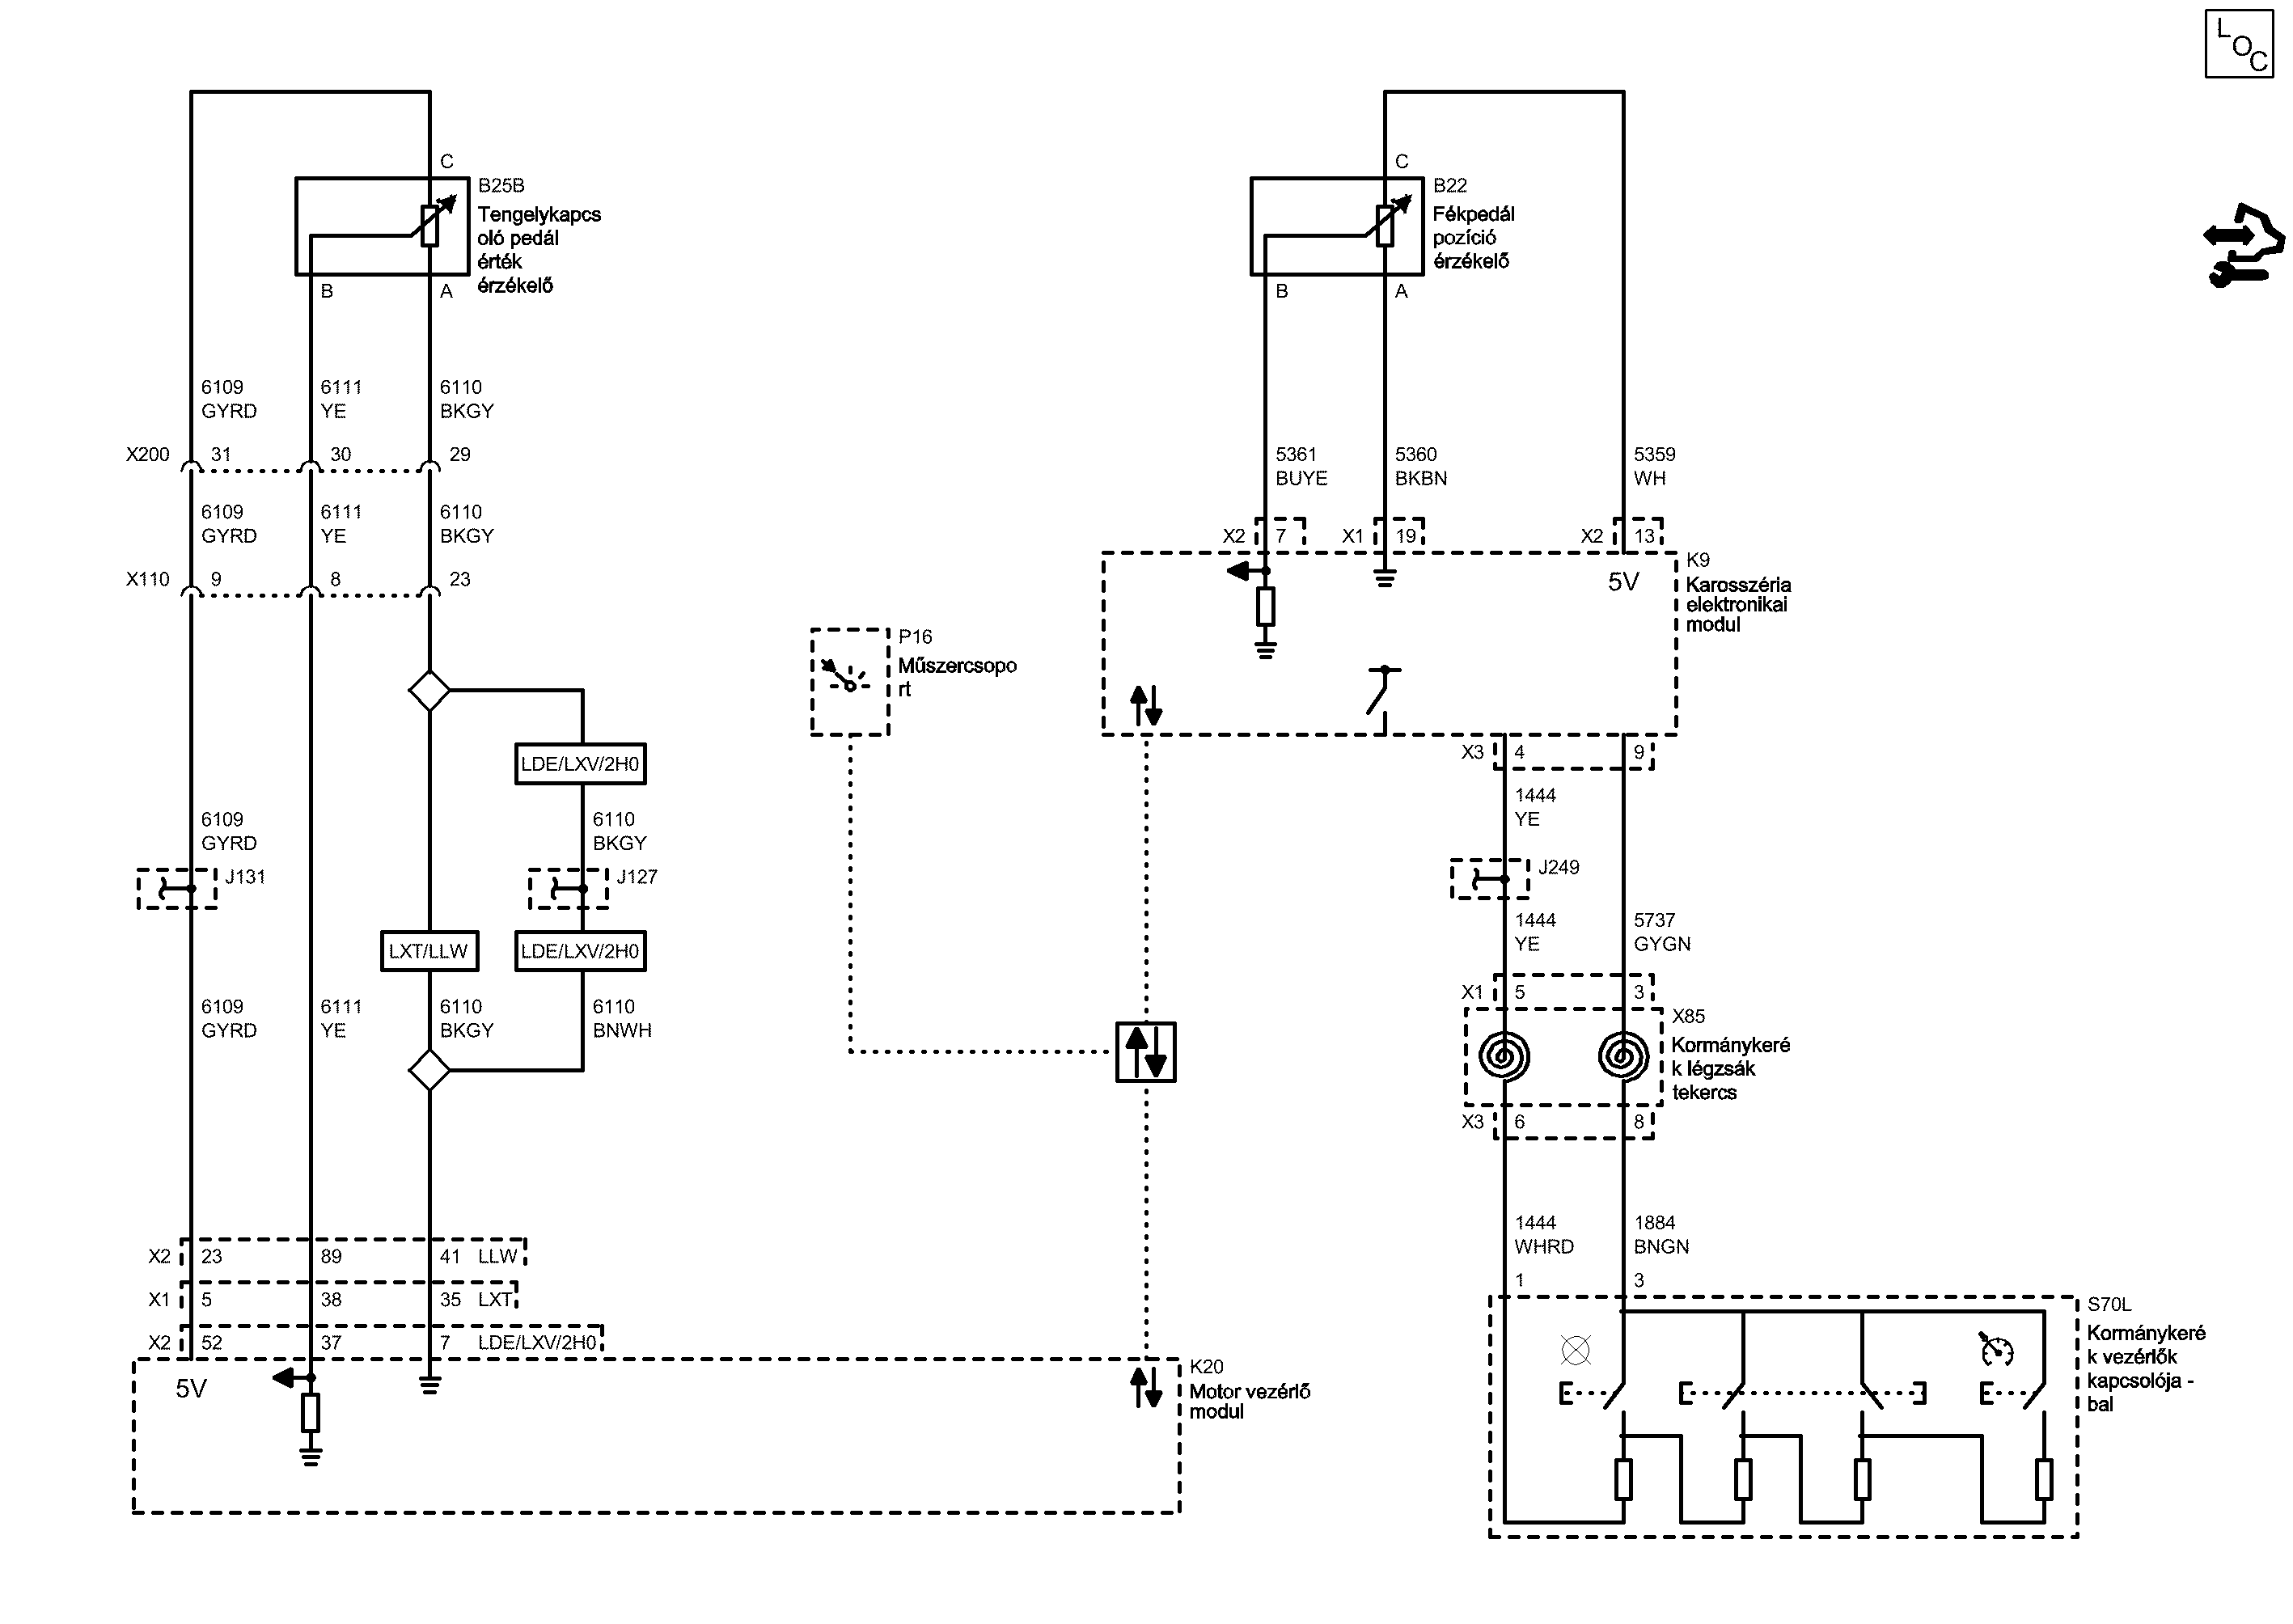 L
O
C
C
B25B
Tengelykapcs
oló pedál
érték
érzékelő
B
A
C
B22
Fékpedál
pozíció
érzékelő
B
A
6109
GYRD
6111
YE
6110
BKGY
X200
31
30
29
6109
GYRD
6111
YE
6110
BKGY
X110
9
8
23
5361
BUYE
5360
BKBN
5359
WH
X2
7
X1
19
X2
13
5V
K9
Karosszéria
elektronikai
modul
P16
Műszercsopo
rt
LDE/LXV/2H0
6109
GYRD
6110
BKGY
J131
J127
LXT/LLW
LDE/LXV/2H0
6109
GYRD
6111
YE
6110
BKGY
6110
BNWH
X3
4
9
1444
YE
J249
1444
YE
5737
GYGN
X1
5
3
X85
Kormánykeré
k légzsák
tekercs
X3
6
8
1444
WHRD
1884
BNGN
1
3
X2
23
89
41
LLW
X1
5
38
35
LXT
X2
52
37
7
LDE/LXV/2H0
5V
K20
Motor vezérlő
modul
S70L
Kormánykeré
k vezérlők
kapcsolója -
bal